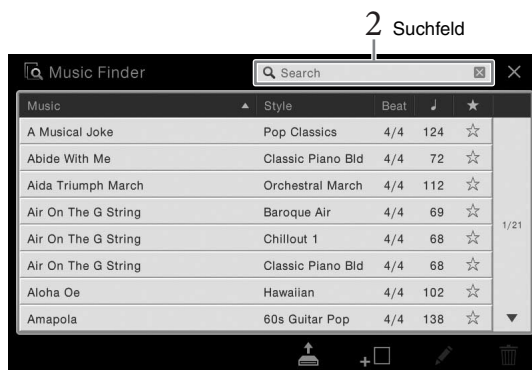 2 Suchfeld
Music Finder Search
Music Style Beat ♩ ★
A Musical Joke Pop Classics 4/4 124 ☆
Abide With Me Classic Piano Bld 4/4 72 ☆
Aida Triumph March Orchestral March 4/4 112 ☆
Air On The G String Baroque Air 4/4 69 ☆
Air On The G String Chillout 1 4/4 68 ☆
Air On The G String Classic Piano Bld 4/4 68 ☆
Aloha Oe Hawaiian 4/4 102 ☆
Amapola 60s Guitar Pop 4/4 138 ☆
1/21